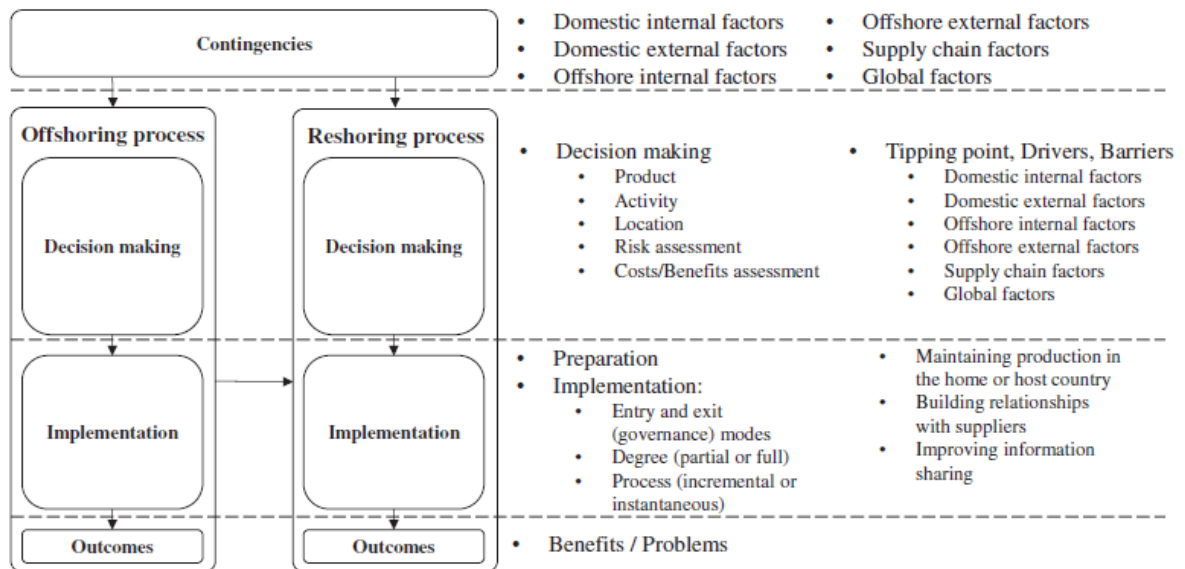 Contingencies
• Domestic internal factors
• Domestic external factors
• Offshore internal factors
• Offshore external factors
• Supply chain factors
• Global factors
Offshoring process
Decision making
Implementation
Outcomes
Reshoring process
Decision making
Implementation
Outcomes
• Decision making
• Product
• Activity
• Location
• Risk assessment
• Costs/Benefits assessment
• Tipping point, Drivers, Barriers
• Domestic internal factors
• Domestic external factors
• Offshore internal factors
• Offshore external factors
• Supply chain factors
• Global factors
• Preparation
• Implementation:
• Entry and exit
(governance) modes
• Degree (partial or full)
• Process (incremental or
instantaneous)
• Maintaining production in
the home or host country
• Building relationships
with suppliers
• Improving information
sharing
• Benefits / Problems